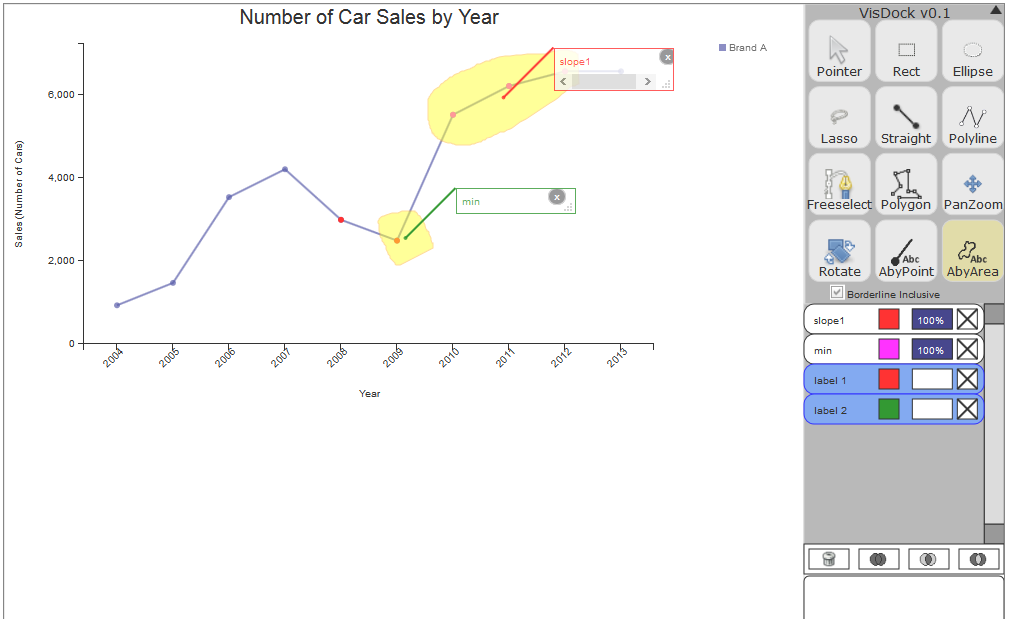 Number of Car Sales by Year
Brand A
6,000
4,000
2,000
0
Sales (Number of Cars)
2004
2005
2006
2007
2008
2009
2010
2011
2012
2013
Year
slope1
x
min
x
VisDock v0.1
Pointer
Rect
Ellipse
Lasso
Straight
Polyline
Freeselect
Polygon
PanZoom
Rotate
Abc
AbyPoint
Abc
AbyArea
Borderline Inclusive
slope1
100%
min
100%
label 1
label 2